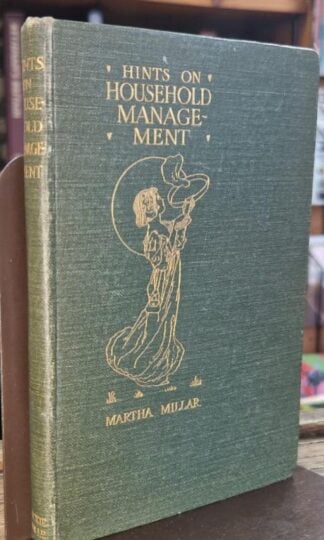 HINTS ON
HOUSEHOLD
MANAGE-
MENT
MARTHA MILLAR
HINTS
ON
HOUSE-
HOLD
MANAGE-
MENT